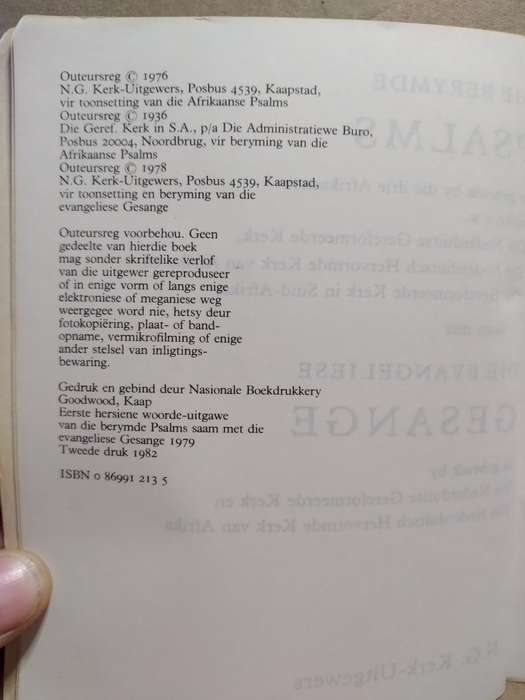 Outeursreg © 1976
N.G. Kerk-Uitgewers, Posbus 4539, Kaapstad,
vir toonsetting van die Afrikaanse Psalms
Outeursreg © 1936
Die Geref. Kerk in S.A., p/a Die Administratiewe Buro,
Posbus 20004, Noordbrug, vir beryming van die
Afrikaanse Psalms
Outeursreg © 1978
N.G. Kerk-Uitgewers, Posbus 4539, Kaapstad,
vir toonsetting en beryming van die
evangeliese Gesange
Outeursreg voorbehou. Geen
gedeelte van hierdie boek
mag sonder skriftelike verlof
van die uitgewer gereproduseer
of in enige vorm of langs enige
elektroniese of meganiese weg
weergegee word nie, hetsy deur
fotokopiëring, plaat- of band-
opname, vermikrofilming of enige
ander stelsel van inligtings-
bewaring.
Gedruk en gebind deur Nasionale Boekdrukkery
Goodwood, Kaap
Eerste hersiene woorde-uitgawe
van die berymde Psalms saam met die
evangeliese Gesange 1979
Tweede druk 1982
ISBN 0 86991 213 5